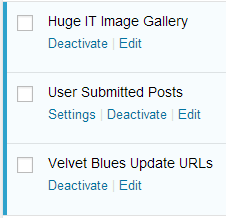 Huge IT Image Gallery
Deactivate | Edit
User Submitted Posts
Settings | Deactivate | Edit
Velvet Blues Update URLs
Deactivate | Edit